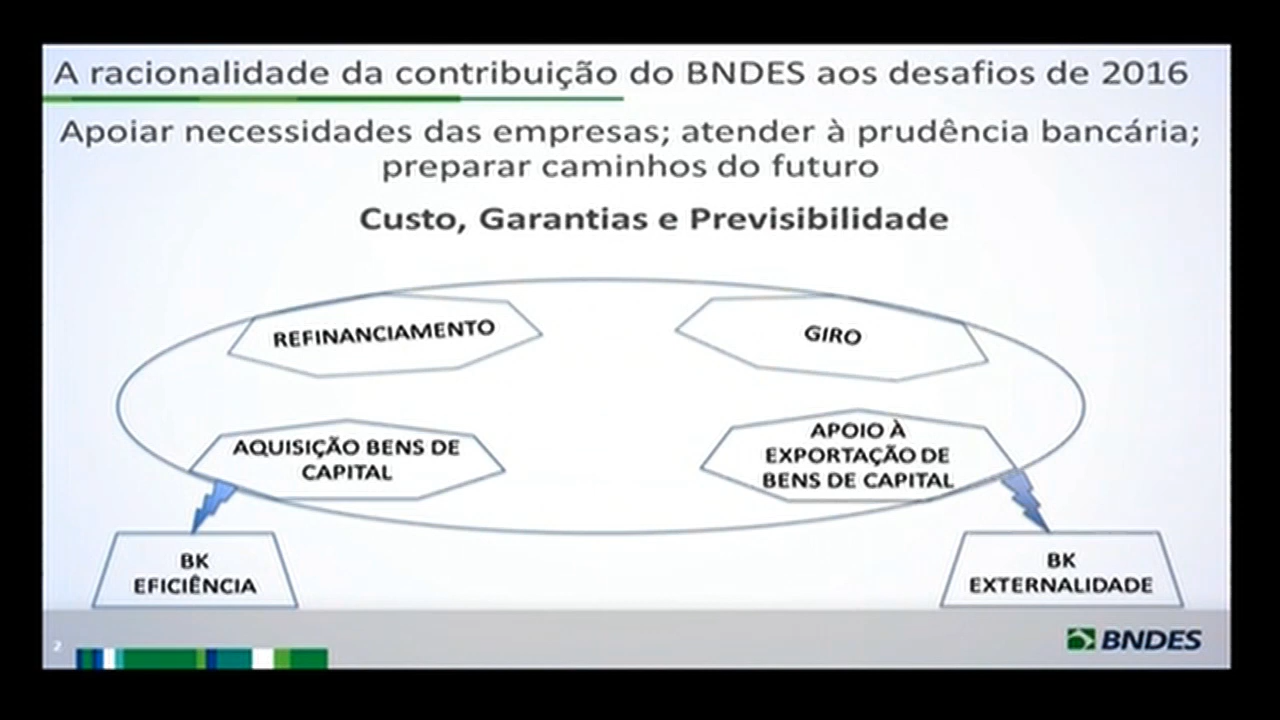 A racionalidade da contribuição do BNDES aos desafios de 2016
Apoiar necessidades das empresas; atender à prudência bancária;
preparar caminhos do futuro
Custo, Garantias e Previsibilidade
REFINANCIAMENTO
GIRO
AQUISIÇÃO BENS DE
CAPITAL
APOIO À
EXPORTAÇÃO DE
BENS DE CAPITAL
BK
EFICIÊNCIA
BK
EXTERNALIDADE
2
BNDES